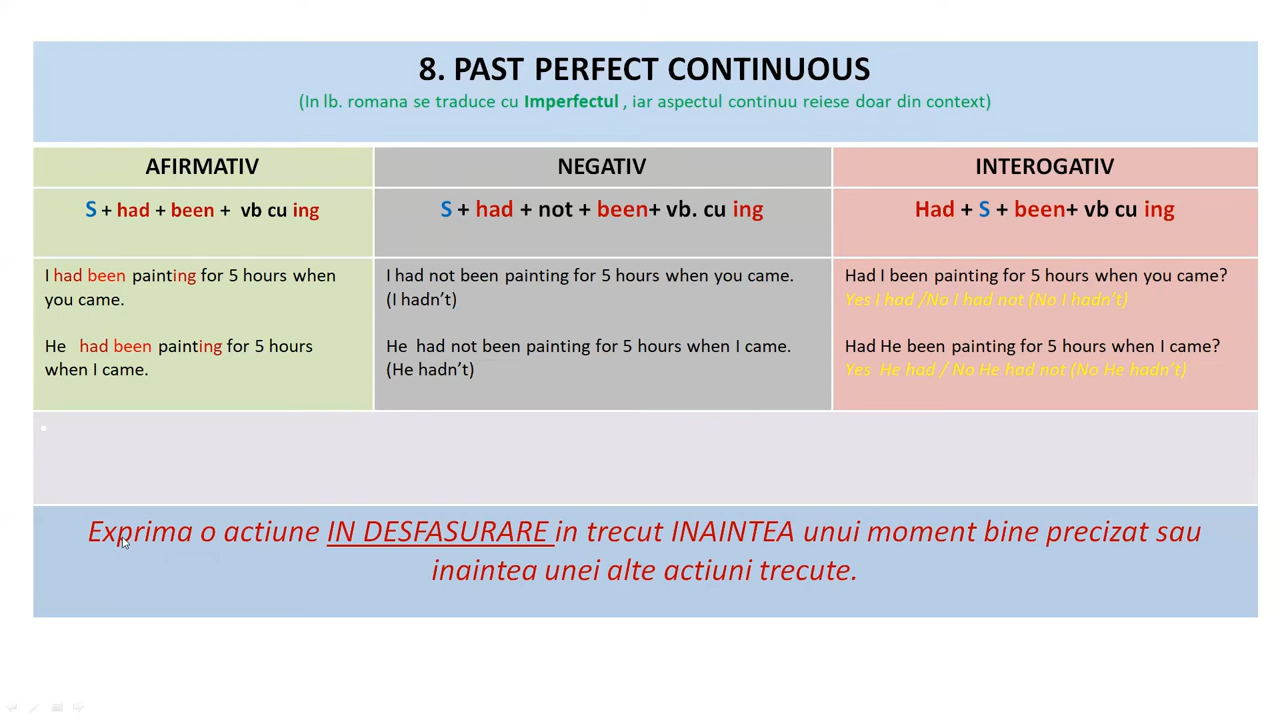 8. PAST PERFECT CONTINUOUS
(In lb. romana se traduce cu Imperfectul , iar aspectul continuu reiese doar din context)
AFIRMATIV
NEGATIV
INTEROGATIV
S + had + been + vb cu ing
S + had + not + been+ vb. cu ing
Had + S + been+ vb cu ing
I had been painting for 5 hours when
you came.
He had been painting for 5 hours
when I came.
I had not been painting for 5 hours when you came.
(I hadn't)
He had not been painting for 5 hours when I came.
(He hadn't)
Had I been painting for 5 hours when you came?
Yes I had /No I had not (No I hadn't)
Had He been painting for 5 hours when I came?
Yes He had / No He had not (No He hadn't)
Exprima o actiune IN DESFASURARE in trecut INAINTEA unui moment bine precizat sau
inaintea unei alte actiuni trecute.